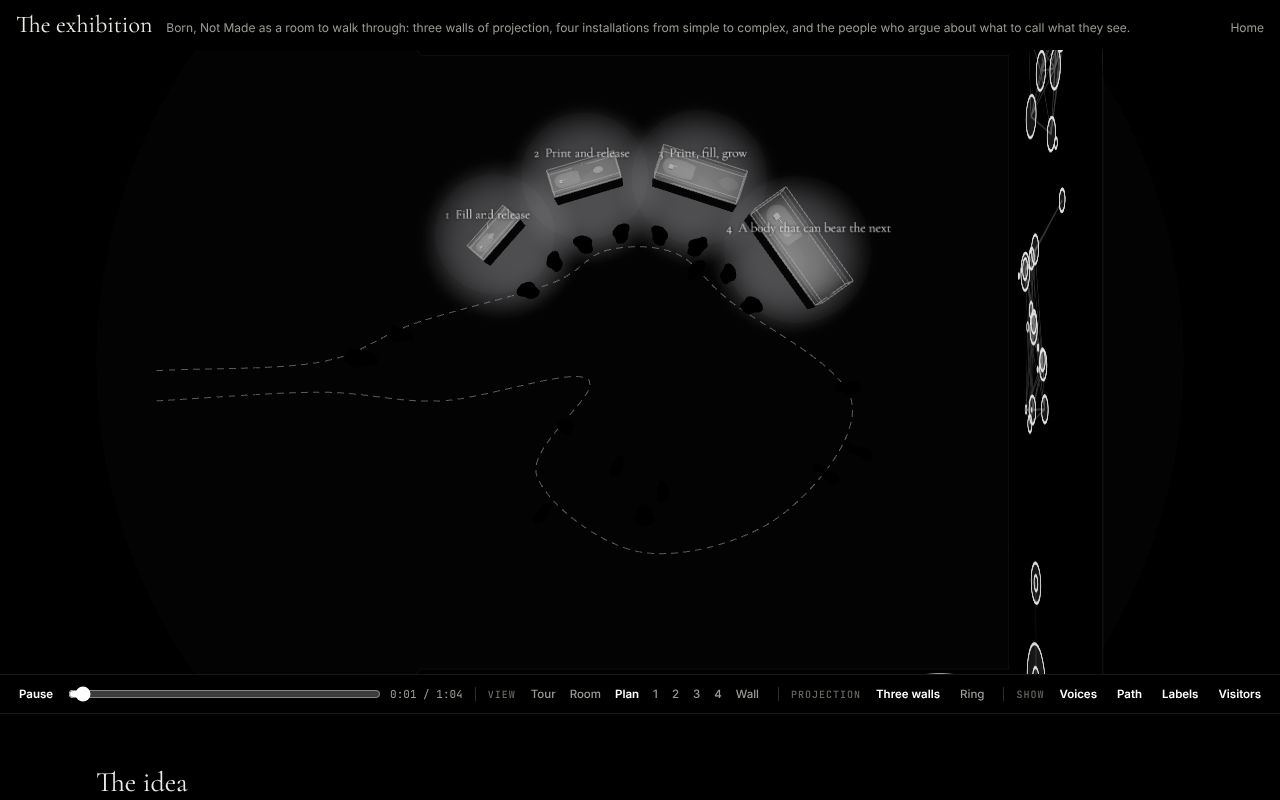 The exhibition Born, Not Made as a room to walk through: three walls of projection, four installations from simple to complex, and the people who argue about what to call what they see. Home
2 Print and release
3 Print, fill, grow
1 Fill and release
4 A body that can bear the next
Pause 0:01 / 1:04 VIEW Tour Room Plan 1 2 3 4 Wall PROJECTION Three walls Ring SHOW Voices Path Labels Visitors
The idea